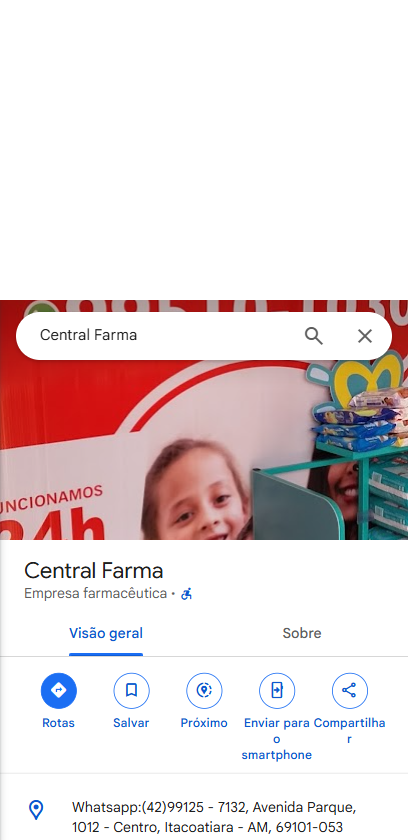 Central Farma
UNCIONAMOS
24h
Central Farma
Empresa farmacêutica •
Visão geral
Sobre
Rotas
Salvar
Próximo
Enviar para
o
smartphone
Compartilha
r
Whatsapp:(42)99125 - 7132, Avenida Parque,
1012 - Centro, Itacoatiara - AM, 69101-053